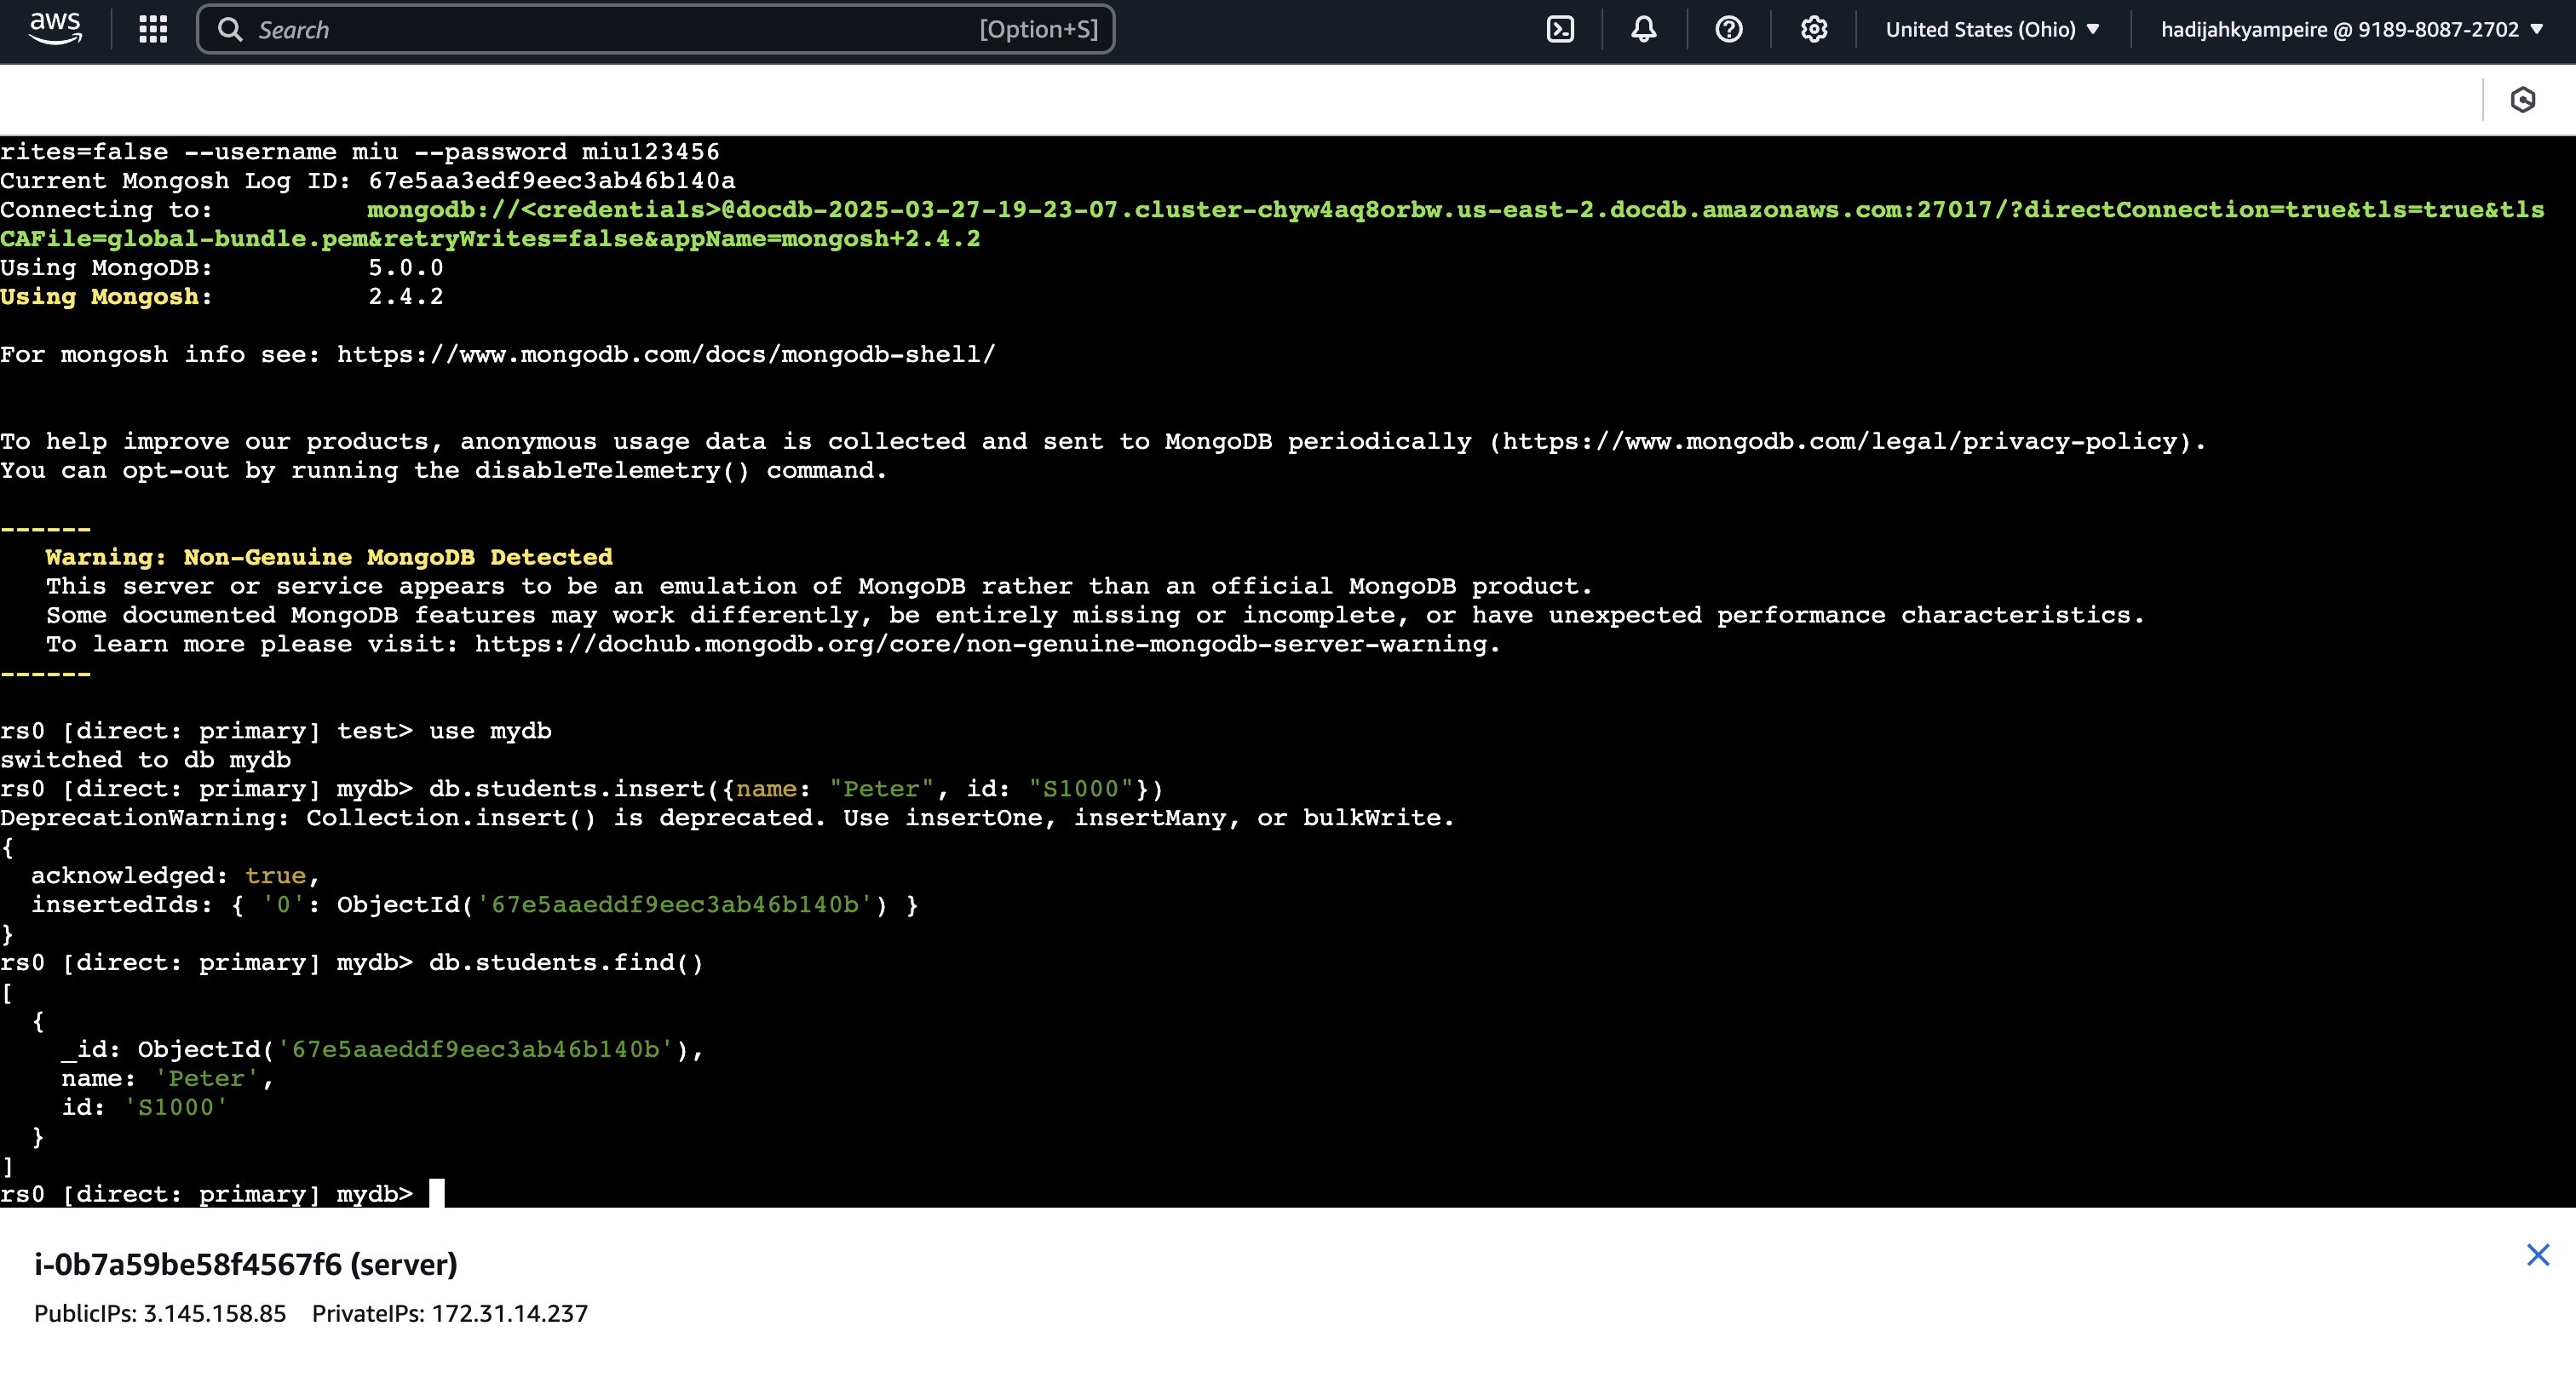 aws
Search [Option+S]
United States (Ohio)
hadijahkyampeire @ 9189-8087-2702
rites=false --username miu --password miu123456
Current Mongosh Log ID: 67e5aa3edf9eec3ab46b140a
Connecting to: mongodb://<credentials>@docdb-2025-03-27-19-23-07.cluster-chyw4aq8orbw.us-east-2.docdb.amazonaws.com:27017/?directConnection=true&tls=true&tls
CAFile=global-bundle.pem&retryWrites=false&appName=mongosh+2.4.2
Using MongoDB: 5.0.0
Using Mongosh: 2.4.2
For mongosh info see: https://www.mongodb.com/docs/mongodb-shell/
To help improve our products, anonymous usage data is collected and sent to MongoDB periodically (https://www.mongodb.com/legal/privacy-policy).
You can opt-out by running the disableTelemetry() command.
------
Warning: Non-Genuine MongoDB Detected
This server or service appears to be an emulation of MongoDB rather than an official MongoDB product.
Some documented MongoDB features may work differently, be entirely missing or incomplete, or have unexpected performance characteristics.
To learn more please visit: https://dochub.mongodb.org/core/non-genuine-mongodb-server-warning.
------
rs0 [direct: primary] test> use mydb
switched to db mydb
rs0 [direct: primary] mydb> db.students.insert({name: "Peter", id: "S1000"})
DeprecationWarning: Collection.insert() is deprecated. Use insertOne, insertMany, or bulkWrite.
{
acknowledged: true,
insertedIds: { '0': ObjectId('67e5aaeddf9eec3ab46b140b') }
}
rs0 [direct: primary] mydb> db.students.find()
[
{
_id: ObjectId('67e5aaeddf9eec3ab46b140b'),
name: 'Peter',
id: 'S1000'
}
]
rs0 [direct: primary] mydb>
i-0b7a59be58f4567f6 (server)
PublicIPs: 3.145.158.85 PrivateIPs: 172.31.14.237